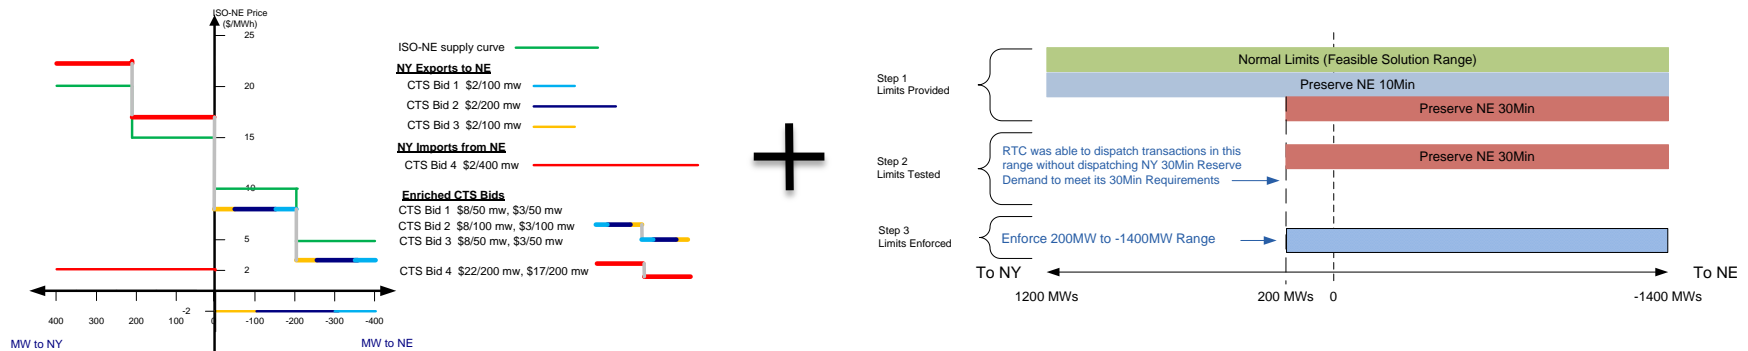 ISO-NE Price
($/MWh)
25
20
15
10
5
2
-2
400 300 200 100 0 -100 -200 -300 -400
MW to NY
MW to NE
ISO-NE supply curve
NY Exports to NE
CTS Bid 1 $2/100 mw
CTS Bid 2 $2/200 mw
CTS Bid 3 $2/100 mw
NY Imports from NE
CTS Bid 4 $2/400 mw
Enriched CTS Bids
CTS Bid 1 $8/50 mw, $3/50 mw
CTS Bid 2 $8/100 mw, $3/100 mw
CTS Bid 3 $8/50 mw, $3/50 mw
CTS Bid 4 $22/200 mw, $17/200 mw
+
Step 1
Limits Provided
Normal Limits (Feasible Solution Range)
Preserve NE 10Min
Preserve NE 30Min
Step 2
Limits Tested
RTC was able to dispatch transactions in this
range without dispatching NY 30Min Reserve
Demand to meet its 30Min Requirements
Preserve NE 30Min
Step 3
Limits Enforced
Enforce 200MW to -1400MW Range
To NY
To NE
1200 MWs
200 MWs
0
-1400 MWs